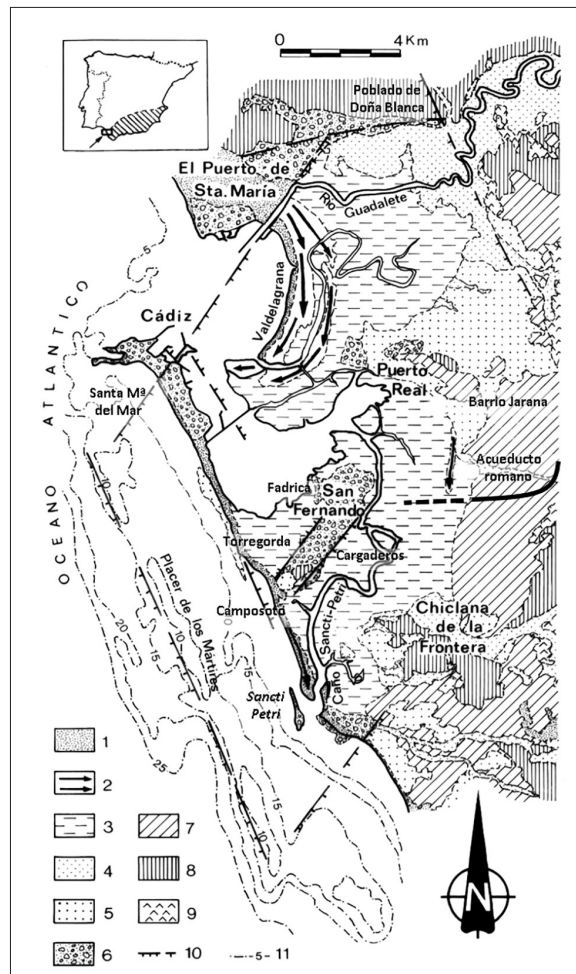 0 4 Km
Poblado de
Doña Blanca
El Puerto de
Sta. María
Río Guadalete
Valdelagrana
5
Cádiz
OCEANO ATLANTICO
Santa Mª
del Mar
Puerto
Real
Barrio Jarana
Acueducto
romano
10
Fadrica
San
Fernando
Torregorda
Cargaderos
0
Placer de los Mártires
10
20
15
Camposoto
Sancti-Petri
Caño
Chiclana
de la
Frontera
15
Sancti
Petri
25
15
10
1
2
3
4
5
6
7
8
9
10
11
5
N